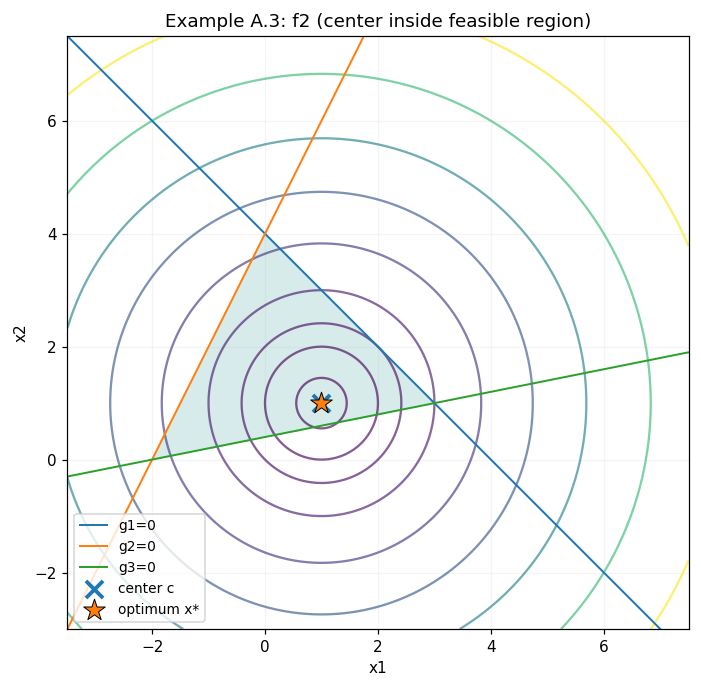 Example A.3: f2 (center inside feasible region)
x2
6
4
2
0
−2
−2
0
2
4
6
x1
g1=0
g2=0
g3=0
center c
optimum x*